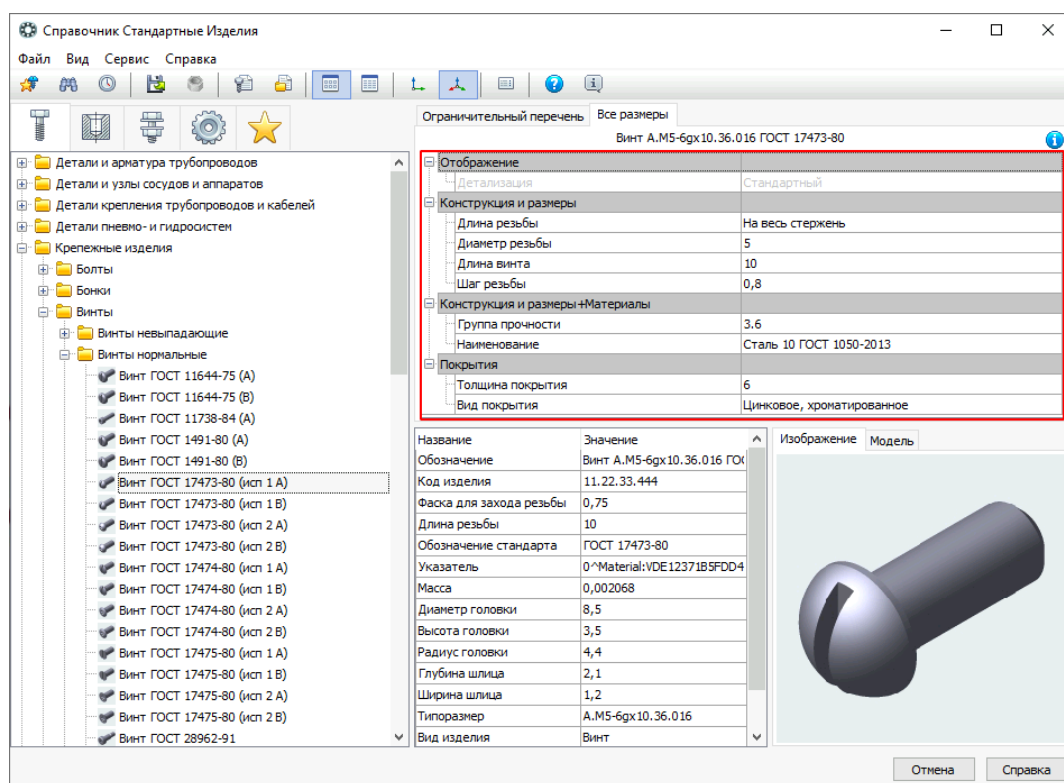 Справочник Стандартные Изделия
Файл Вид Сервис Справка
Ограничительный перечень Все размеры
Винт A.M5-6gx10.36.016 ГОСТ 17473-80
Детали и арматура трубопроводов
Детали и узлы сосудов и аппаратов
Детали крепления трубопроводов и кабелей
Детали пневмо- и гидросистем
Крепежные изделия
Болты
Бонки
Винты
Винты невыпадающие
Винты нормальные
Винт ГОСТ 11644-75 (A)
Винт ГОСТ 11644-75 (B)
Винт ГОСТ 11738-84 (A)
Винт ГОСТ 1491-80 (A)
Винт ГОСТ 1491-80 (B)
Винт ГОСТ 17473-80 (исп 1 A)
Винт ГОСТ 17473-80 (исп 1 B)
Винт ГОСТ 17473-80 (исп 2 A)
Винт ГОСТ 17473-80 (исп 2 B)
Винт ГОСТ 17474-80 (исп 1 A)
Винт ГОСТ 17474-80 (исп 1 B)
Винт ГОСТ 17474-80 (исп 2 A)
Винт ГОСТ 17474-80 (исп 2 B)
Винт ГОСТ 17475-80 (исп 1 A)
Винт ГОСТ 17475-80 (исп 1 B)
Винт ГОСТ 17475-80 (исп 2 A)
Винт ГОСТ 17475-80 (исп 2 B)
Винт ГОСТ 28962-91
Отображение
Детализация Стандартный
Конструкция и размеры
Длина резьбы На весь стержень
Диаметр резьбы 5
Длина винта 10
Шаг резьбы 0,8
Конструкция и размеры+Материалы
Группа прочности 3.6
Наименование Сталь 10 ГОСТ 1050-2013
Покрытия
Толщина покрытия 6
Вид покрытия Цинковое, хроматированное
Название Значение
Обозначение Винт A.M5-6gx10.36.016 ГО
Код изделия 11.22.33.444
Фаска для захода резьбы 0,75
Длина резьбы 10
Обозначение стандарта ГОСТ 17473-80
Указатель 0^Material:VDE12371B5FDD4
Масса 0,002068
Диаметр головки 8,5
Высота головки 3,5
Радиус головки 4,4
Глубина шлица 2,1
Ширина шлица 1,2
Типоразмер A.M5-6gx10.36.016
Вид изделия Винт
Изображение Модель
Отмена Справка